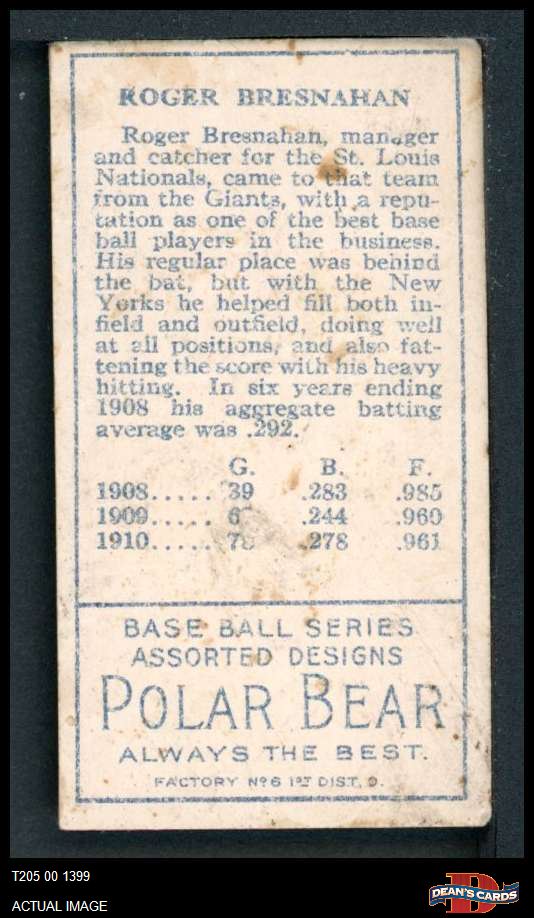 ROGER BRESNAHAN
Roger Bresnahan, manager
and catcher for the St. Louis
Nationals, came to that team
from the Giants, with a repu-
tation as one of the best base
ball players in the business.
His regular place was behind
the bat, but with the New
Yorks he helped fill both in-
field and outfield, doing well
at all positions, and also fat-
tening the score with his heavy
hitting. In six years ending
1908 his aggregate batting
average was .292.
G. B. F.
1908..... 39 .283 .985
1909..... .244 .960
1910..... .278 .961
BASE BALL SERIES
ASSORTED DESIGNS
POLAR BEAR
ALWAYS THE BEST.
FACTORY Nº 6 1ST DIST. O.
T205 00 1399
ACTUAL IMAGE
DEAN'S CARDS